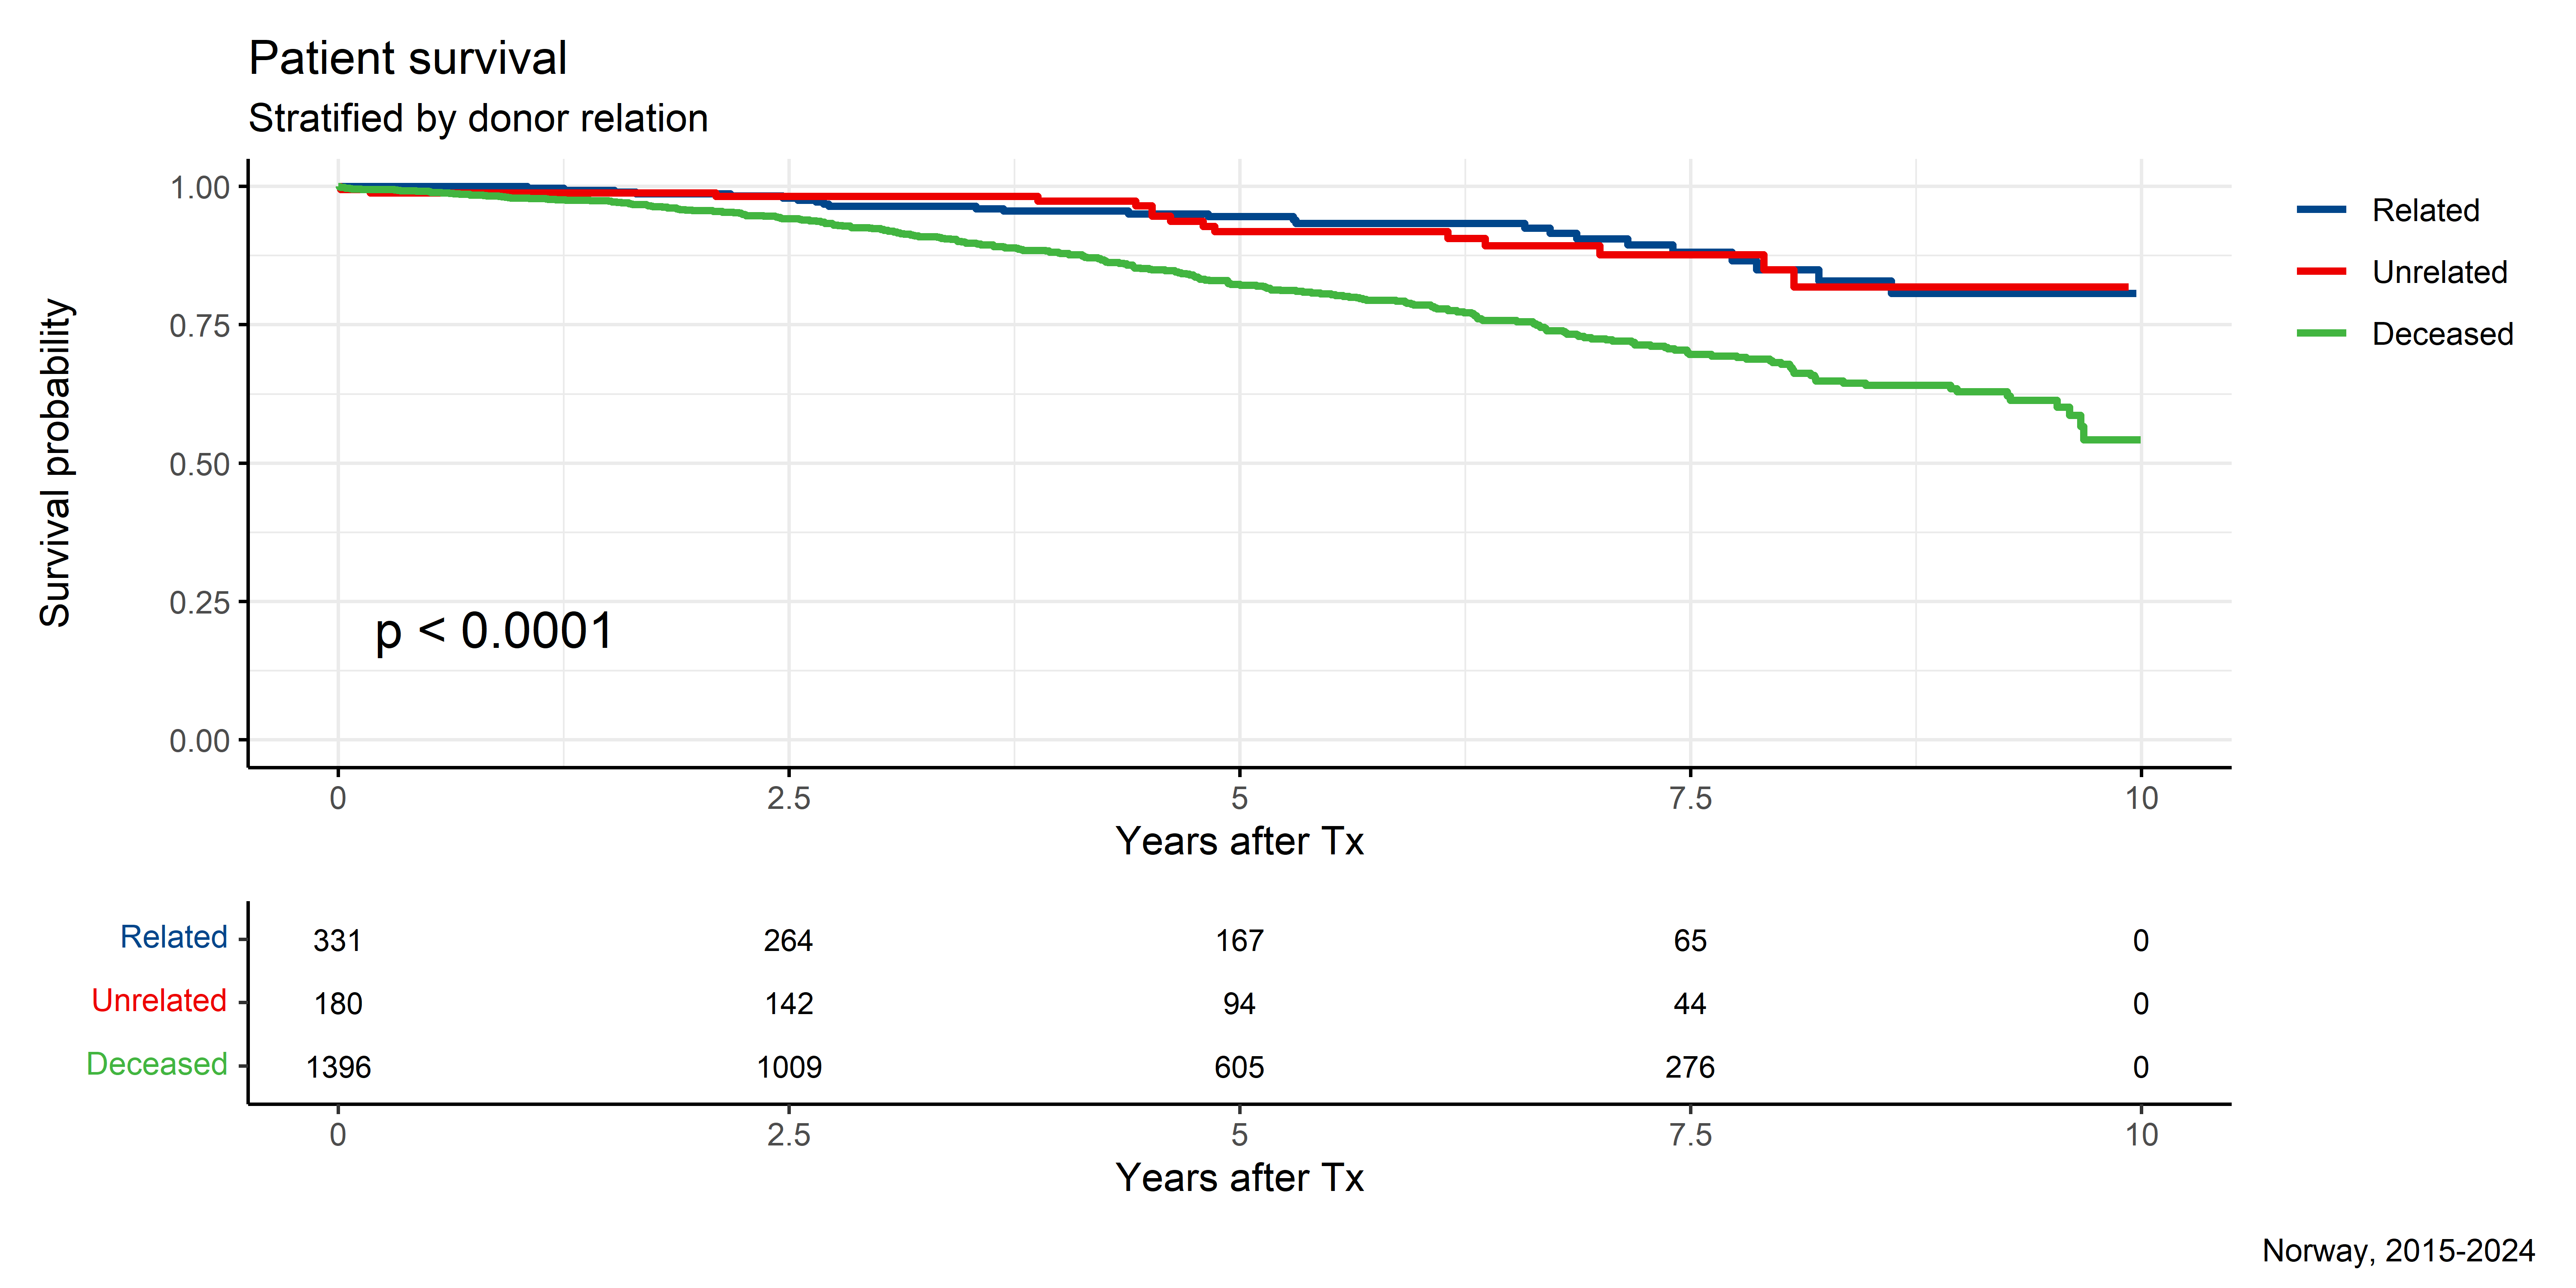 Patient survival
Stratified by donor relation
Survival probability
1.00
0.75
0.50
0.25
0.00
p < 0.0001
0 2.5 5 7.5 10
Years after Tx
Related
Unrelated
Deceased
Related 331 264 167 65 0
Unrelated 180 142 94 44 0
Deceased 1396 1009 605 276 0
0 2.5 5 7.5 10
Years after Tx
Norway, 2015-2024